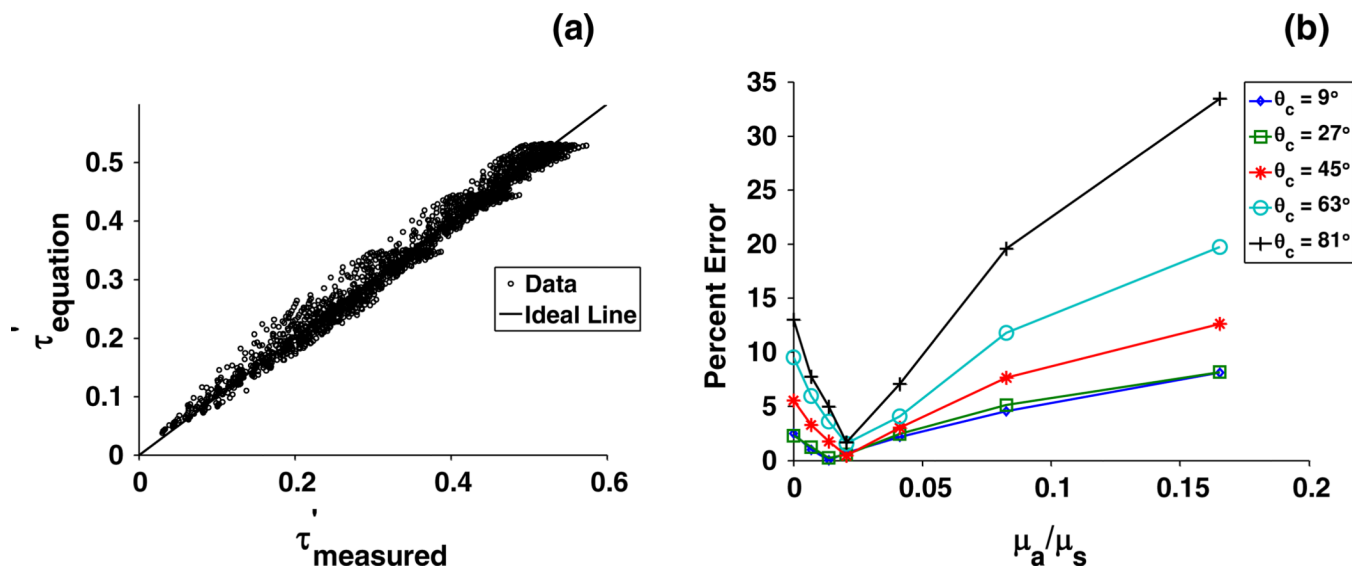 (a)
0.5
0.4
0.3
0.2
0.1
0
0
0.2
0.4
0.6
τ'equation
τ'measured
Data
Ideal Line
(b)
35
30
25
20
15
10
5
0
0
0.05
0.1
0.15
0.2
Percent Error
μa/μs
θc = 9°
θc = 27°
θc = 45°
θc = 63°
θc = 81°